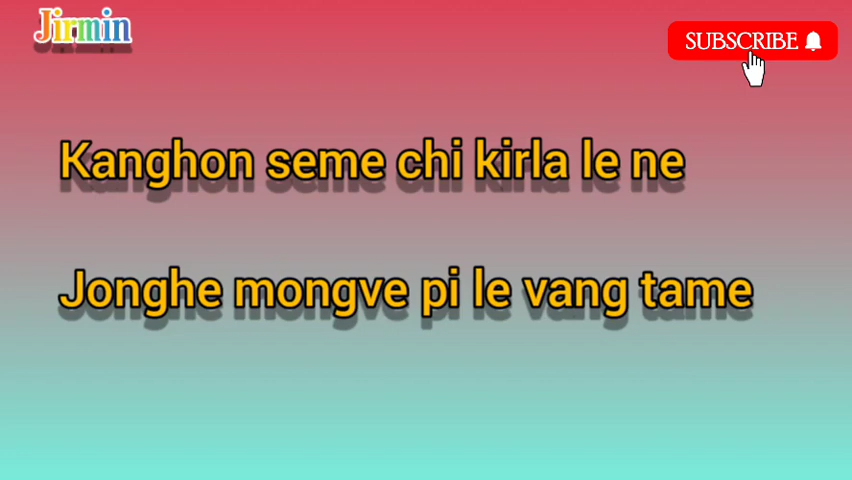 Jirmin
SUBSCRIBE
Kanghon seme chi kirla le ne
Jonghe mongve pi le vang tame